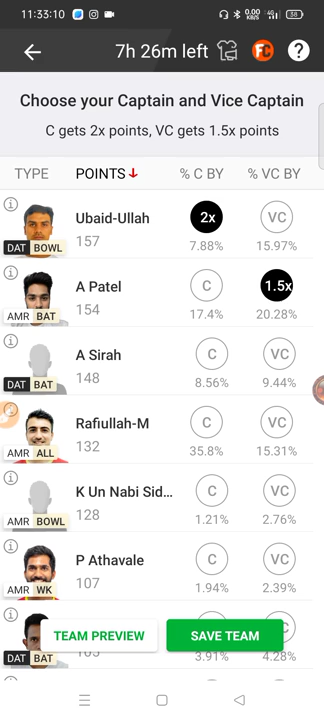 11:33:10
0.00
KB/S
4G
58
7h 26m left
FC
?
Choose your Captain and Vice Captain
C gets 2x points, VC gets 1.5x points
TYPE POINTS % C BY % VC BY
i
Ubaid-Ullah
157
2x
VC
7.88% 15.97%
DAT BOWL
i
A Patel
154
C
1.5x
17.4% 20.28%
AMR BAT
i
A Sirah
148
C
VC
8.56% 9.44%
DAT BAT
Rafiullah-M
132
C
VC
35.8% 15.31%
AMR ALL
i
K Un Nabi Sid...
128
C
VC
1.21% 2.76%
AMR BOWL
i
P Athavale
107
C
VC
1.94% 2.39%
AMR WK
i
TEAM PREVIEW
SAVE TEAM
DAT BAT
3.91% 4.28%